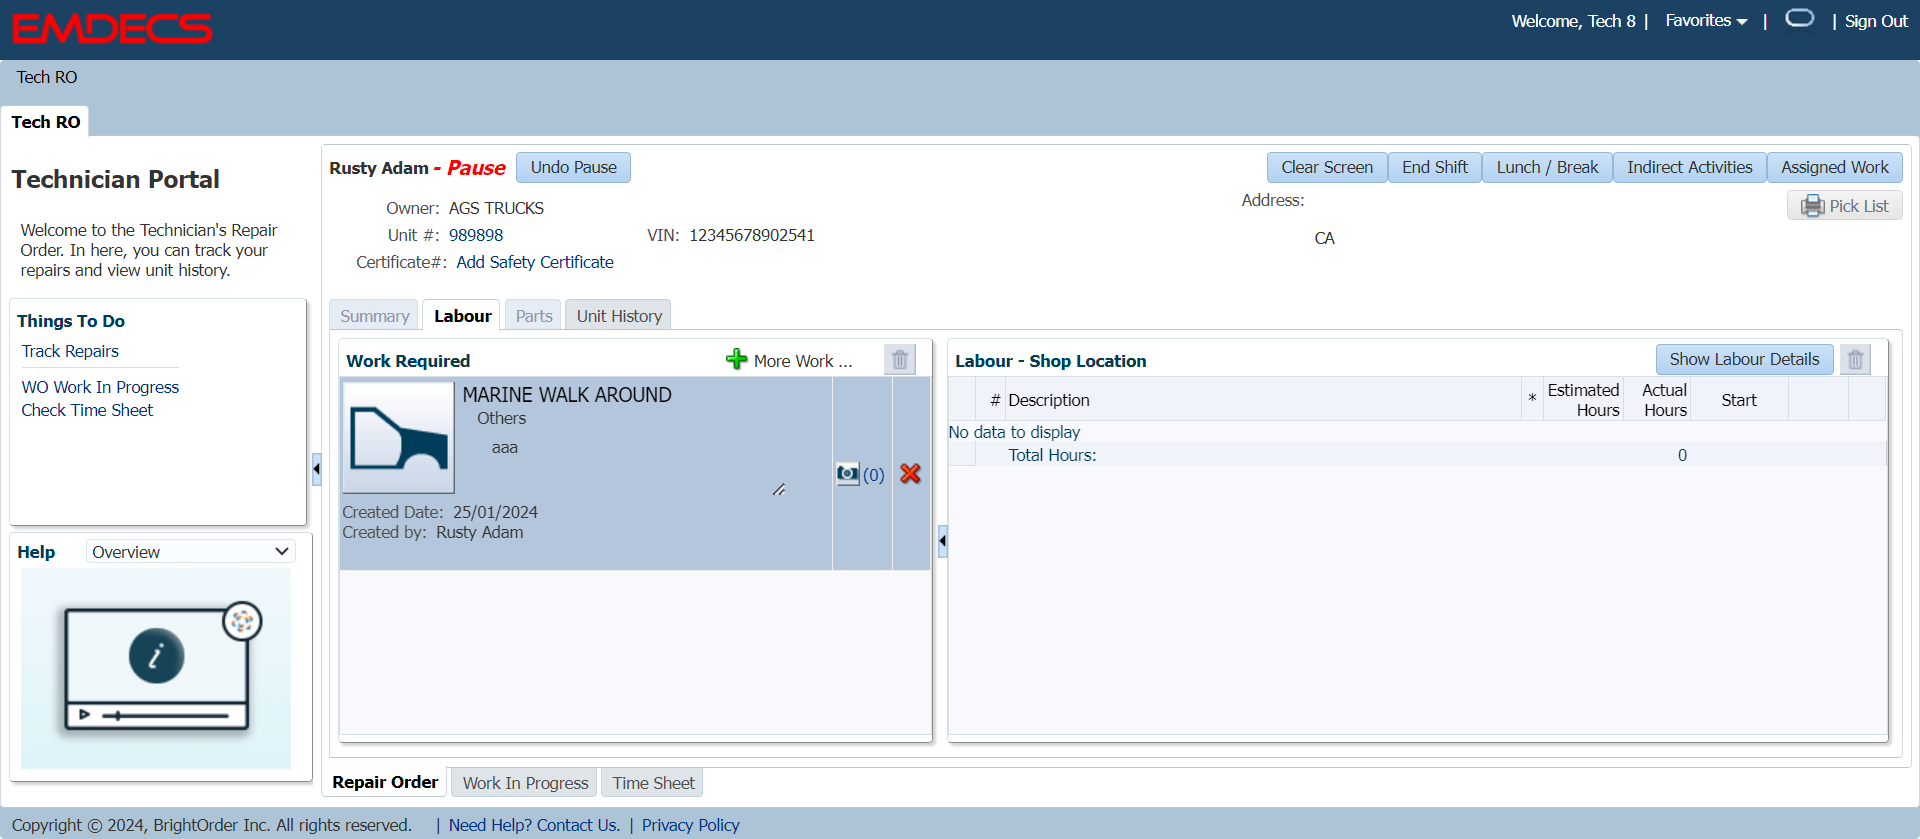 EMDECS
Welcome, Tech 8 | Favorites | | Sign Out
Tech RO
Tech RO
Technician Portal
Welcome to the Technician's Repair
Order. In here, you can track your
repairs and view unit history.
Things To Do
Track Repairs
WO Work In Progress
Check Time Sheet
Help Overview
i
Rusty Adam - Pause Undo Pause
Clear Screen End Shift Lunch / Break Indirect Activities Assigned Work
Owner: AGS TRUCKS
Address:
Pick List
Unit #: 989898 VIN: 12345678902541
CA
Certificate#: Add Safety Certificate
Summary Labour Parts Unit History
Work Required More Work ...
MARINE WALK AROUND
Others
aaa
(0)
Created Date: 25/01/2024
Created by: Rusty Adam
Labour - Shop Location Show Labour Details
# Description * Estimated Hours Actual Hours Start
No data to display
Total Hours: 0
Repair Order Work In Progress Time Sheet
Copyright © 2024, BrightOrder Inc. All rights reserved. | Need Help? Contact Us. | Privacy Policy